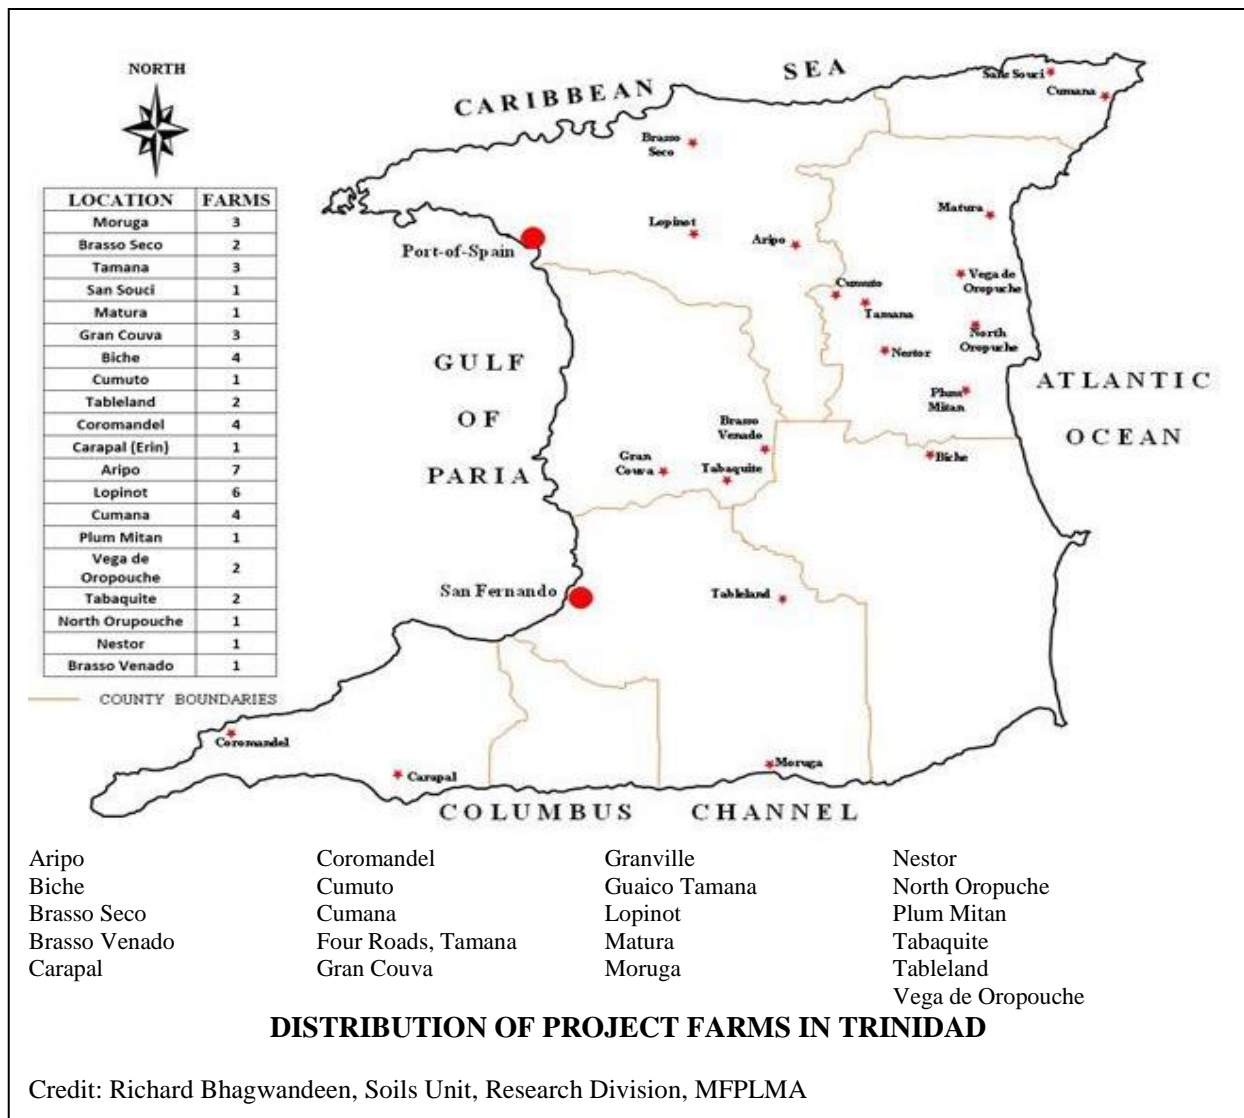 NORTH
CARIBBEAN SEA
Sans Souci
Cumana
Brasso
Seco
LOCATION FARMS
Moruga 3
Brasso Seco 2
Tamana 3
San Souci 1
Matura 1
Gran Couva 3
Biche 4
Cumuto 1
Tableland 2
Coromandel 4
Carapal (Erin) 1
Aripo 7
Lopinot 6
Cumana 4
Plum Mitan 1
Vega de
Oropouche 2
Tabaquite 2
North Orupouche 1
Nestor 1
Brasso Venado 1
COUNTY BOUNDARIES
Matura
Lopinot
Aripo
Port-of-Spain
Cumuto
Vega de
Oropuche
Tamana
North
Oropuche
Nestor
GULF
OF
PARIA
ATLANTIC
OCEAN
Plum
Mitan
Brasso
Venado
Gran
Couva
Tabaquite
Biche
San Fernando
Tableland
Coromandel
Carapal
Moruga
COLUMBUS CHANNEL
Aripo Coromandel Granville Nestor
Biche Cumuto Guaico Tamana North Oropuche
Brasso Seco Cumana Lopinot Plum Mitan
Brasso Venado Four Roads, Tamana Matura Tabaquite
Carapal Gran Couva Moruga Tableland
Vega de Oropouche
DISTRIBUTION OF PROJECT FARMS IN TRINIDAD
Credit: Richard Bhagwandeen, Soils Unit, Research Division, MFPLMA